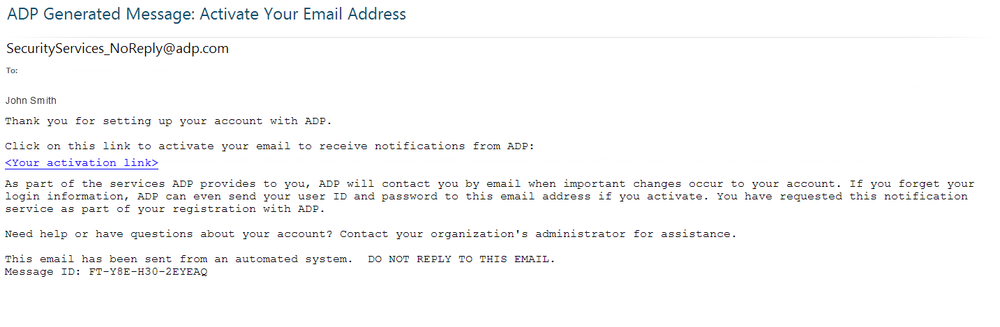 ADP Generated Message: Activate Your Email Address
SecurityServices_NoReply@adp.com
To:
John Smith
Thank you for setting up your account with ADP.
Click on this link to activate your email to receive notifications from ADP:
<Your activation link>
As part of the services ADP provides to you, ADP will contact you by email when important changes occur to your account. If you forget your
login information, ADP can even send your user ID and password to this email address if you activate. You have requested this notification
service as part of your registration with ADP.
Need help or have questions about your account? Contact your organization's administrator for assistance.
This email has been sent from an automated system.  DO NOT REPLY TO THIS EMAIL.
Message ID: FT-Y8E-H30-2EYEAQ